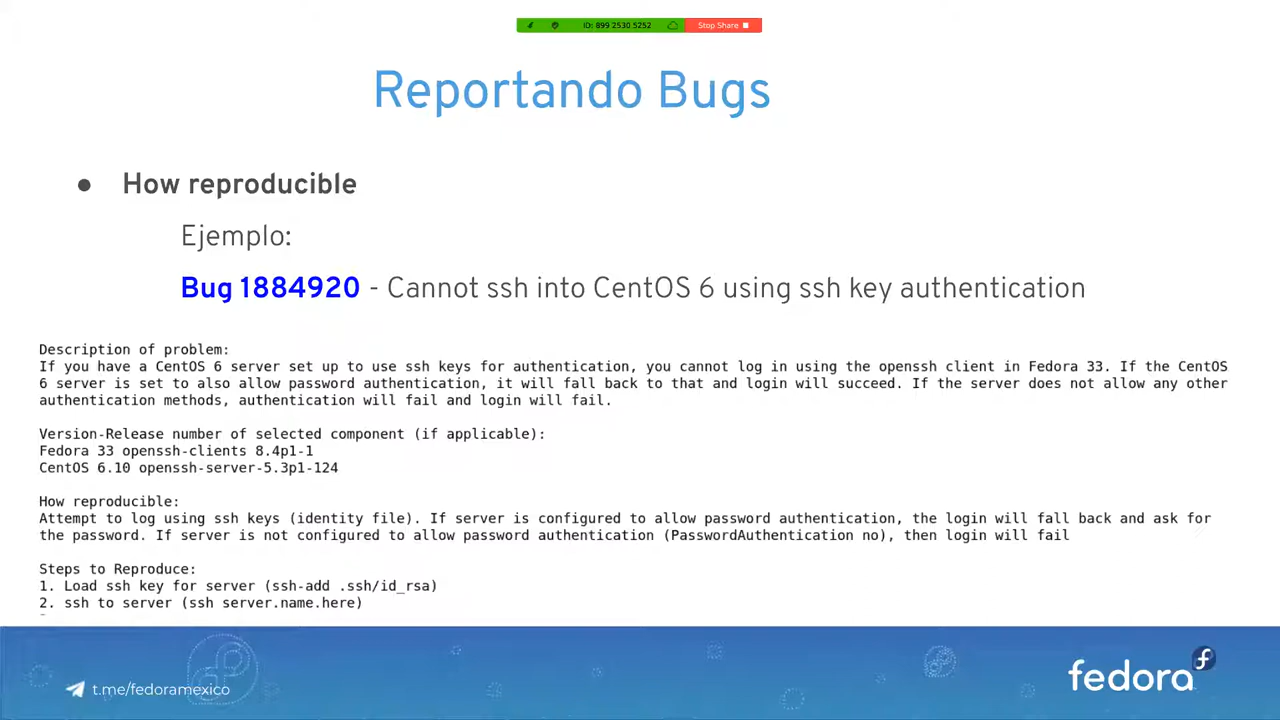 ID: 899 2530 5252
Stop Share
Reportando Bugs
● How reproducible
Ejemplo:
Bug 1884920 - Cannot ssh into CentOS 6 using ssh key authentication
Description of problem:
If you have a CentOS 6 server set up to use ssh keys for authentication, you cannot log in using the openssh client in Fedora 33. If the CentOS
6 server is set to also allow password authentication, it will fall back to that and login will succeed. If the server does not allow any other
authentication methods, authentication will fail and login will fail.
Version-Release number of selected component (if applicable):
Fedora 33 openssh-clients 8.4p1-1
CentOS 6.10 openssh-server-5.3p1-124
How reproducible:
Attempt to log using ssh keys (identity file). If server is configured to allow password authentication, the login will fall back and ask for
the password. If server is not configured to allow password authentication (PasswordAuthentication no), then login will fail
Steps to Reproduce:
1. Load ssh key for server (ssh-add .ssh/id_rsa)
2. ssh to server (ssh server.name.here)
t.me/fedoramexico
fedora